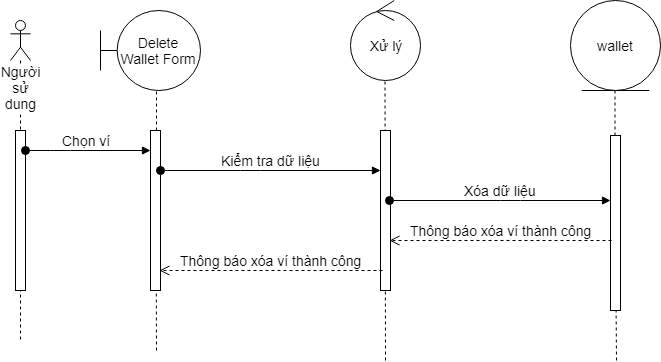 Delete
Wallet Form
Xử lý
wallet
Người
sử
dụng
Chọn ví
Kiểm tra dữ liệu
Xóa dữ liệu
Thông báo xóa ví thành công
Thông báo xóa ví thành công